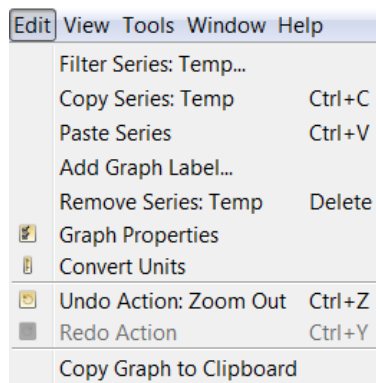 Edit View Tools Window Help
Filter Series: Temp...
Copy Series: Temp Ctrl+C
Paste Series Ctrl+V
Add Graph Label...
Remove Series: Temp Delete
Graph Properties
Convert Units
Undo Action: Zoom Out Ctrl+Z
Redo Action Ctrl+Y
Copy Graph to Clipboard